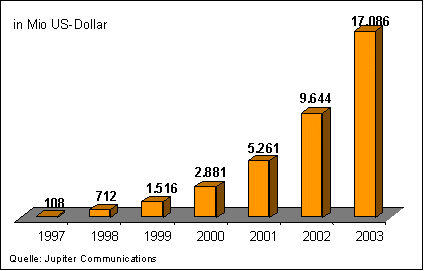 in Mio US-Dollar
17.086
9.644
5.261
2.881
1.516
712
108
1997 1998 1999 2000 2001 2002 2003
Quelle: Jupiter Communications